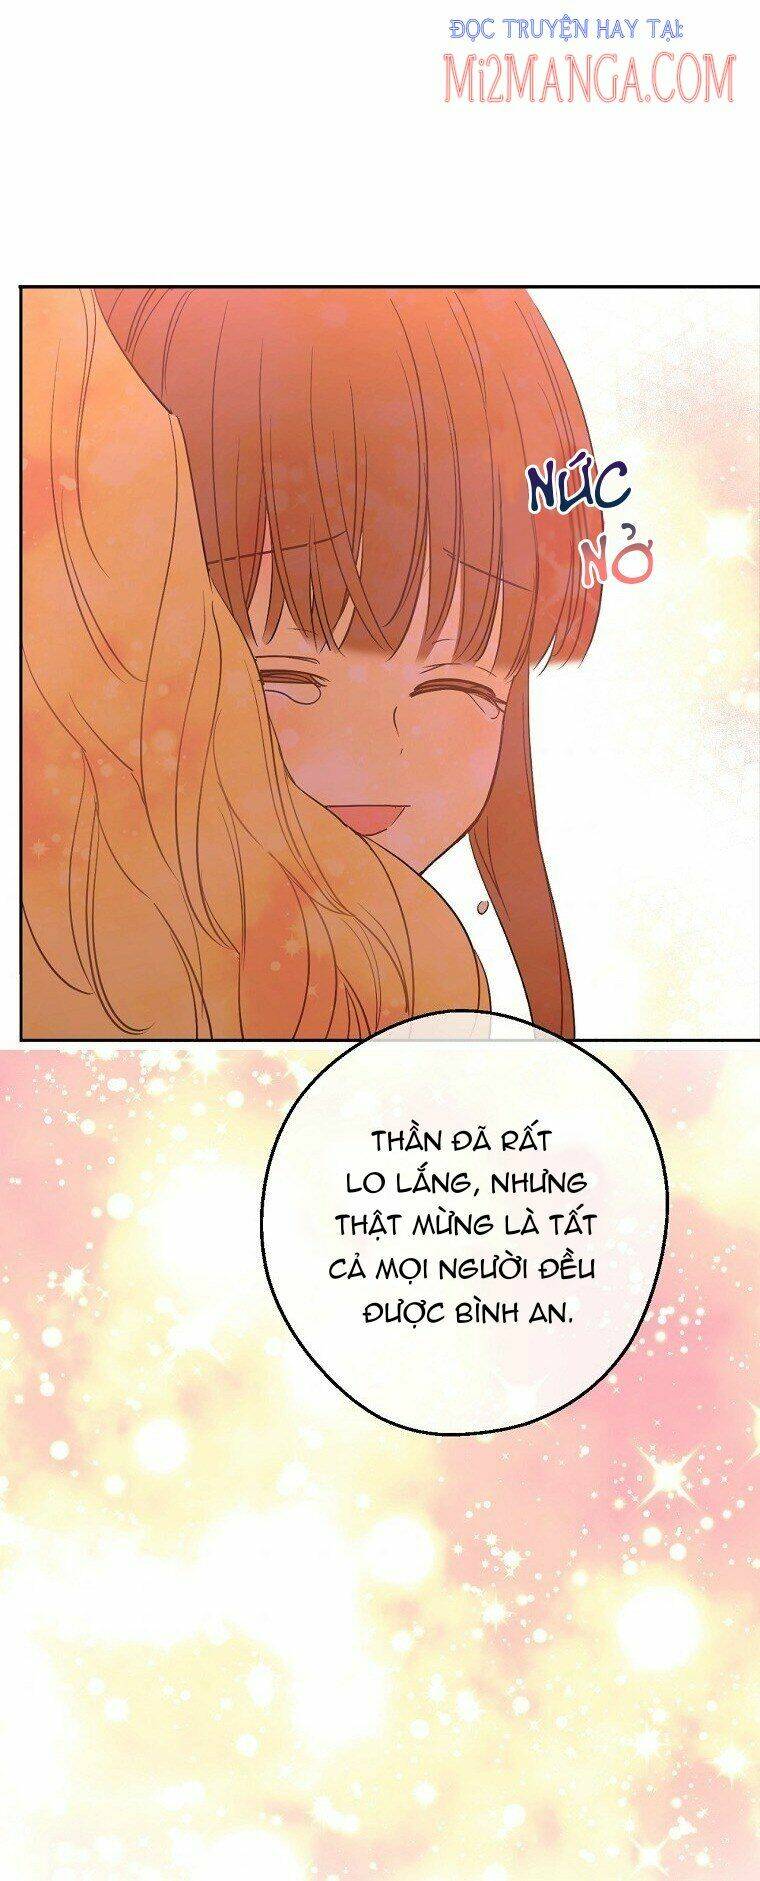 ĐỌC TRUYỆN HAY TẠI:
MI2MANGA.COM
NỨC
NỞ
THẦN ĐÃ RẤT
LO LẮNG, NHƯNG
THẬT MỪNG LÀ TẤT
CẢ MỌI NGƯỜI ĐỀU
ĐƯỢC BÌNH AN.